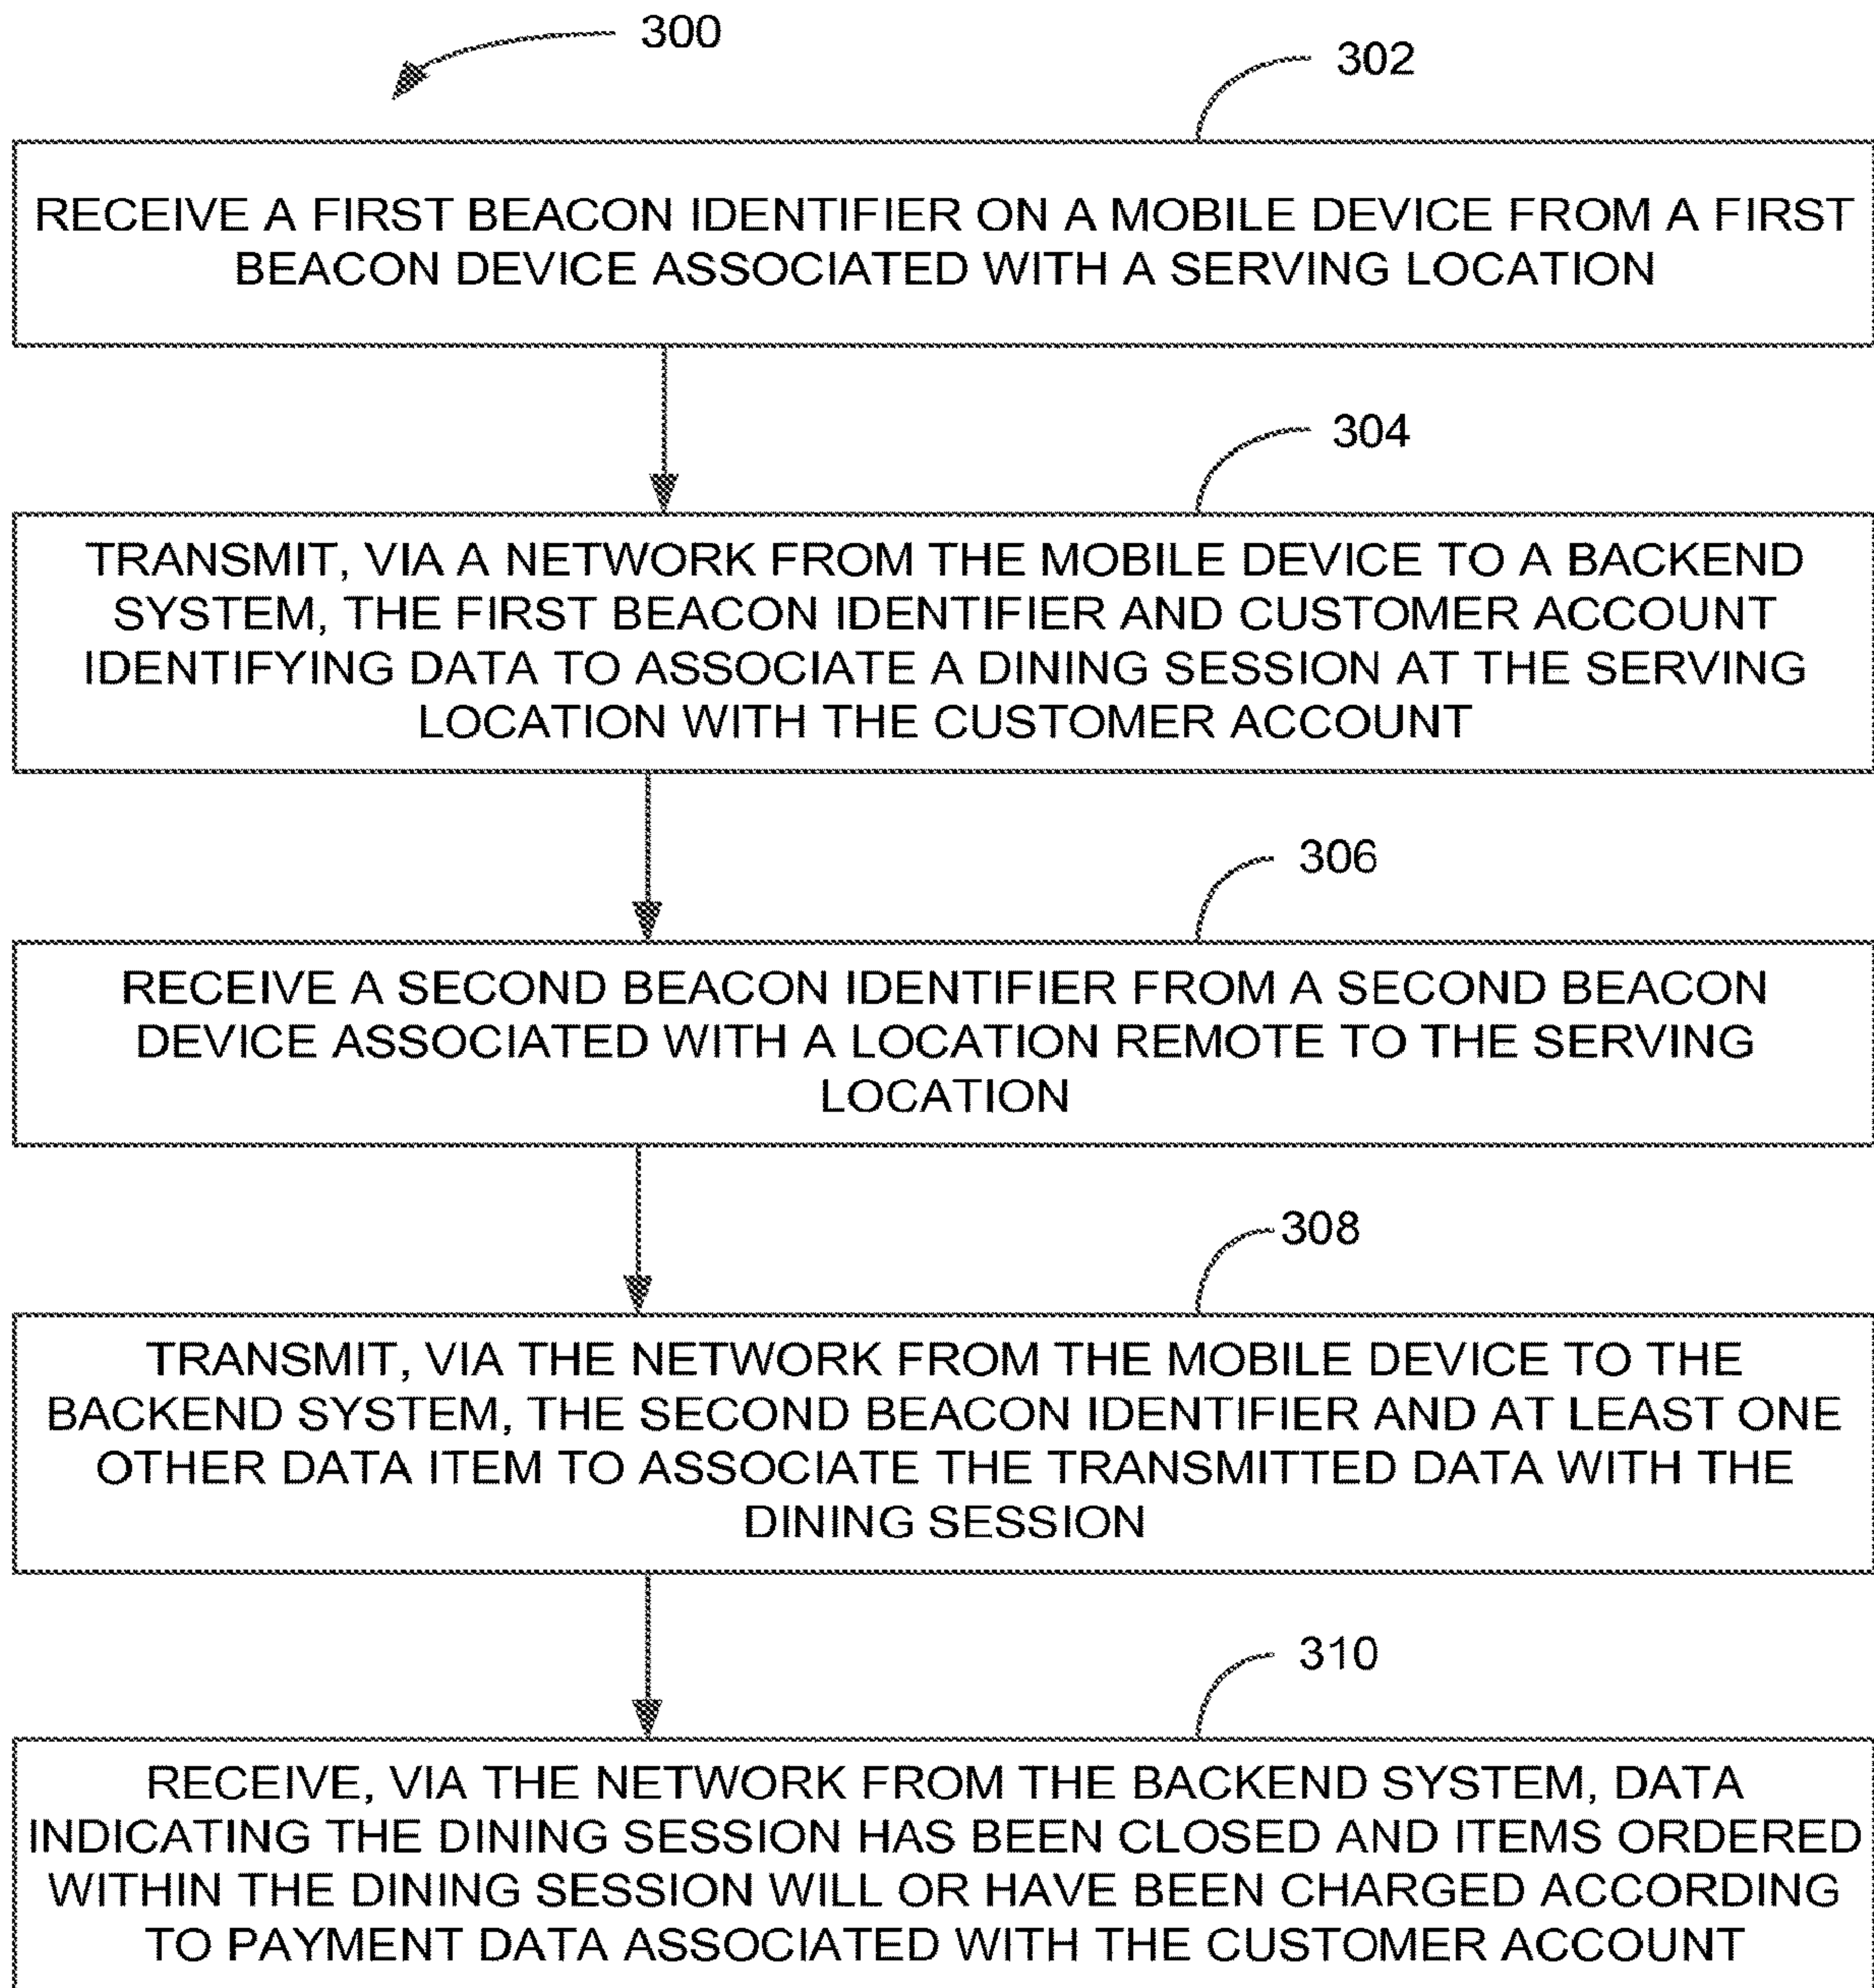 300
302
RECEIVE A FIRST BEACON IDENTIFIER ON A MOBILE DEVICE FROM A FIRST
BEACON DEVICE ASSOCIATED WITH A SERVING LOCATION
304
TRANSMIT, VIA A NETWORK FROM THE MOBILE DEVICE TO A BACKEND
SYSTEM, THE FIRST BEACON IDENTIFIER AND CUSTOMER ACCOUNT
IDENTIFYING DATA TO ASSOCIATE A DINING SESSION AT THE SERVING
LOCATION WITH THE CUSTOMER ACCOUNT
306
RECEIVE A SECOND BEACON IDENTIFIER FROM A SECOND BEACON
DEVICE ASSOCIATED WITH A LOCATION REMOTE TO THE SERVING
LOCATION
308
TRANSMIT, VIA THE NETWORK FROM THE MOBILE DEVICE TO THE
BACKEND SYSTEM, THE SECOND BEACON IDENTIFIER AND AT LEAST ONE
OTHER DATA ITEM TO ASSOCIATE THE TRANSMITTED DATA WITH THE
DINING SESSION
310
RECEIVE, VIA THE NETWORK FROM THE BACKEND SYSTEM, DATA
INDICATING THE DINING SESSION HAS BEEN CLOSED AND ITEMS ORDERED
WITHIN THE DINING SESSION WILL OR HAVE BEEN CHARGED ACCORDING
TO PAYMENT DATA ASSOCIATED WITH THE CUSTOMER ACCOUNT